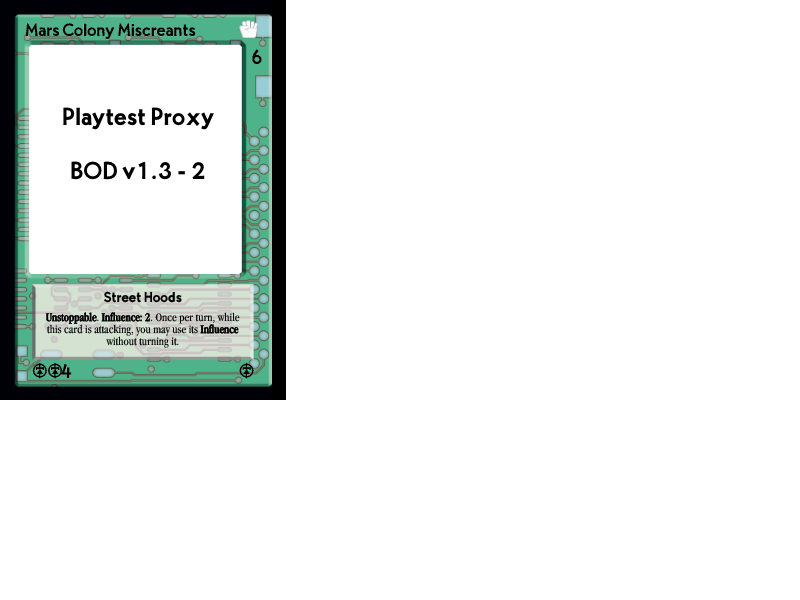 Mars Colony Miscreants
6
Playtest Proxy
BOD v1.3 - 2
Street Hoods
Unstoppable. Influence: 2. Once per turn, while
this card is attacking, you may use its Influence
without turning it.
4